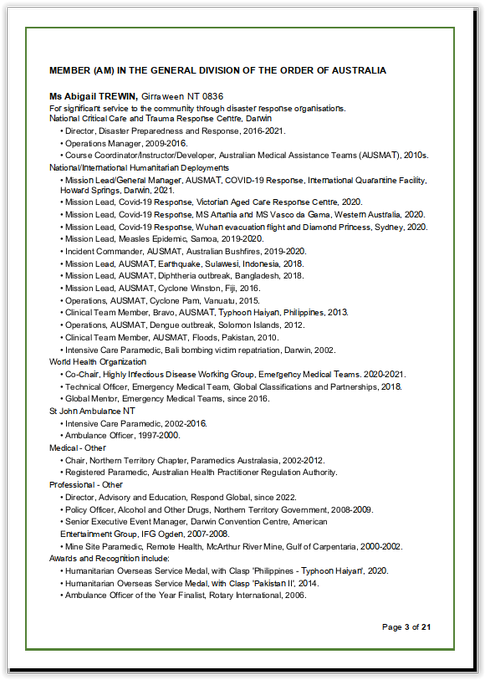 MEMBER (AM) IN THE GENERAL DIVISION OF THE ORDER OF AUSTRALIA
Ms Abigail TREWIN, Girraween NT 0836
For significant service to the community through disaster response organisations.
National Critical Care and Trauma Response Centre, Darwin
• Director, Disaster Preparedness and Response, 2016-2021.
• Operations Manager, 2009-2016.
• Course Coordinator/Instructor/Developer, Australian Medical Assistance Teams (AUSMAT), 2010s.
National/International Humanitarian Deployments
• Mission Lead/General Manager, AUSMAT, COVID-19 Response, International Quarantine Facility,
Howard Springs, Darwin, 2021.
• Mission Lead, Covid-19 Response, Victorian Aged Care Response Centre, 2020.
• Mission Lead, Covid-19 Response, MS Artania and MS Vasco da Gama, Western Australia, 2020.
• Mission Lead, Covid-19 Response, Wuhan evacuation flight and Diamond Princess, Sydney, 2020.
• Mission Lead, Measles Epidemic, Samoa, 2019-2020.
• Incident Commander, AUSMAT, Australian Bushfires, 2019-2020.
• Mission Lead, AUSMAT, Earthquake, Sulawesi, Indonesia, 2018.
• Mission Lead, AUSMAT, Diphtheria outbreak, Bangladesh, 2018.
• Mission Lead, AUSMAT, Cyclone Winston, Fiji, 2016.
• Operations, AUSMAT, Cyclone Pam, Vanuatu, 2015.
• Clinical Team Member, Bravo, AUSMAT, Typhoon Haiyan, Philippines, 2013.
• Operations, AUSMAT, Dengue outbreak, Solomon Islands, 2012.
• Clinical Team Member, AUSMAT, Floods, Pakistan, 2010.
• Intensive Care Paramedic, Bali bombing victim repatriation, Darwin, 2002.
World Health Organization
• Co-Chair, Highly Infectious Disease Working Group, Emergency Medical Teams. 2020-2021.
• Technical Officer, Emergency Medical Team, Global Classifications and Partnerships, 2018.
• Global Mentor, Emergency Medical Teams, since 2016.
St John Ambulance NT
• Intensive Care Paramedic, 2002-2016.
• Ambulance Officer, 1997-2000.
Medical - Other
• Chair, Northern Territory Chapter, Paramedics Australasia, 2002-2012.
• Registered Paramedic, Australian Health Practitioner Regulation Authority.
Professional - Other
• Director, Advisory and Education, Respond Global, since 2022.
• Policy Officer, Alcohol and Other Drugs, Northern Territory Government, 2008-2009.
• Senior Executive Event Manager, Darwin Convention Centre, American
Entertainment Group, IFG Ogden, 2007-2008.
• Mine Site Paramedic, Remote Health, McArthur River Mine, Gulf of Carpentaria, 2000-2002.
Awards and Recognition include:
• Humanitarian Overseas Service Medal, with Clasp 'Philippines - Typhoon Haiyan', 2020.
• Humanitarian Overseas Service Medal, with Clasp 'Pakistan II', 2014.
• Ambulance Officer of the Year Finalist, Rotary International, 2006.
Page 3 of 21